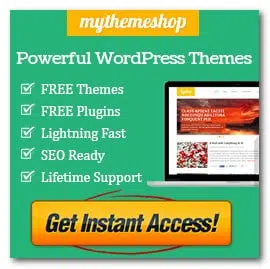 mythemeshop
Powerful WordPress Themes
FREE Themes
FREE Plugins
Lightning Fast
SEO Ready
Lifetime Support
Get Instant Access!